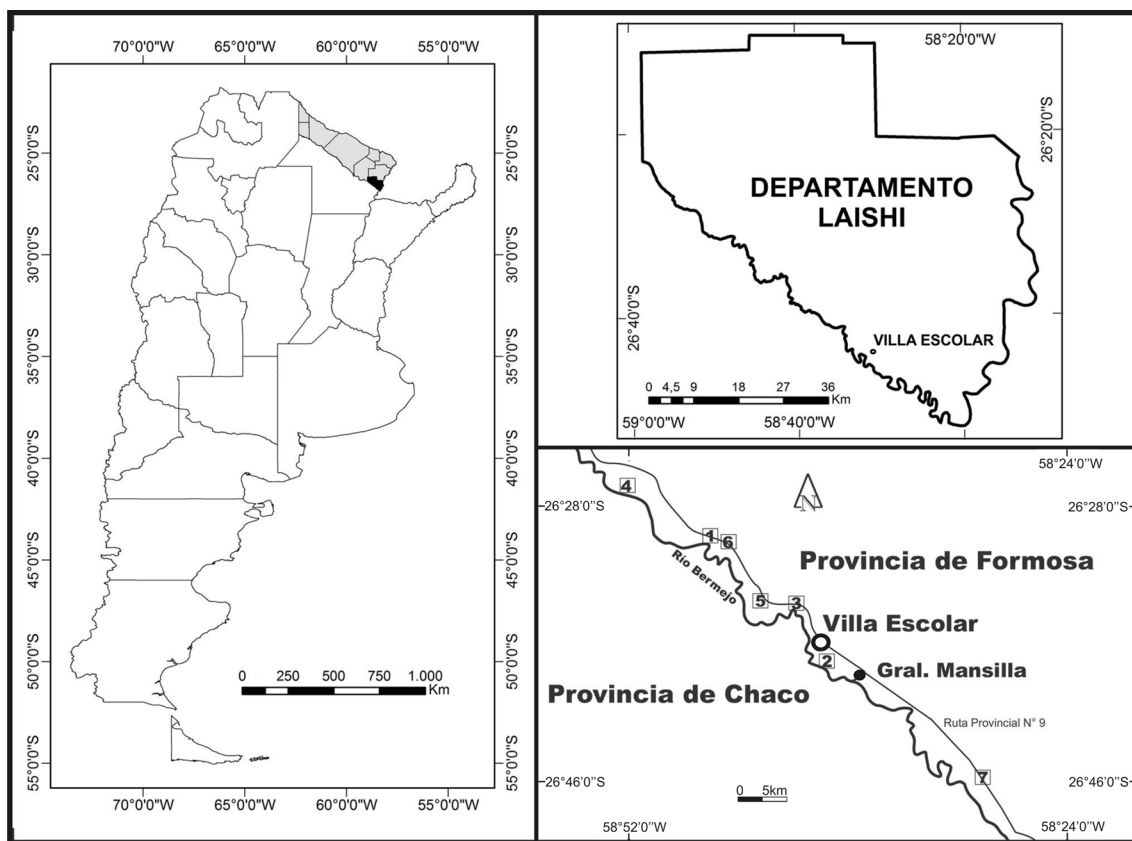 70°0'0"W 65°0'0"W 60°0'0"W 55°0'0"W
25°0'0"S 25°0'0"S
30°0'0"S 30°0'0"S
35°0'0"S 35°0'0"S
40°0'0"S 40°0'0"S
45°0'0"S 45°0'0"S
50°0'0"S 50°0'0"S
55°0'0"S 55°0'0"S
0 250 500 750 1.000
Km
70°0'0"W 65°0'0"W 60°0'0"W 55°0'0"W
58°20'0"W
26°20'0"S
DEPARTAMENTO
LAISHI
26°40'0"S
VILLA ESCOLAR
0 4,5 9 18 27 36
Km
59°0'0"W 58°40'0"W
58°24'0"W
4
26°28'0"S 26°28'0"S
N
1 6
Río Bermejo
Provincia de Formosa
5 3
Villa Escolar
2
Gral. Mansilla
Provincia de Chaco
Ruta Provincial N° 9
7
26°46'0"S 26°46'0"S
0 5km
58°52'0"W 58°24'0"W